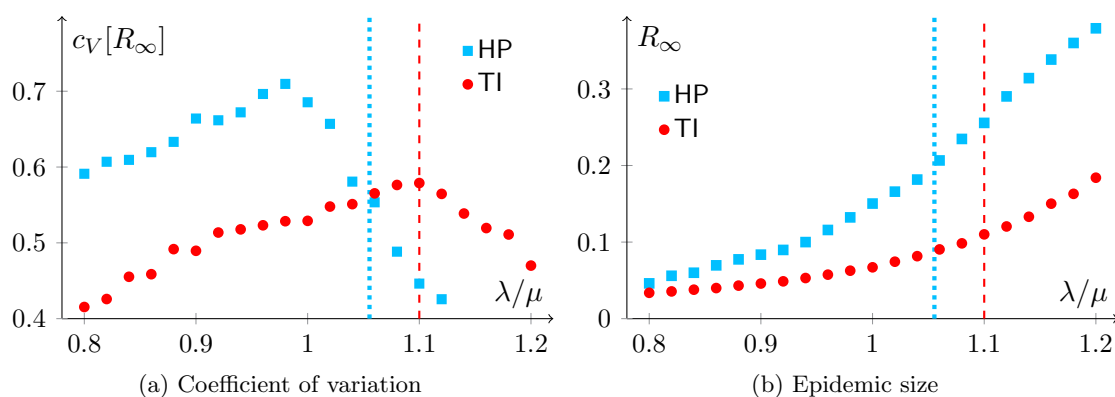 c_V[R_∞]
HP
TI
0.7
0.6
0.5
0.4
λ/μ
0.8 0.9 1 1.1 1.2
(a) Coefficient of variation
R_∞
HP
TI
0.3
0.2
0.1
0
λ/μ
0.8 0.9 1 1.1 1.2
(b) Epidemic size